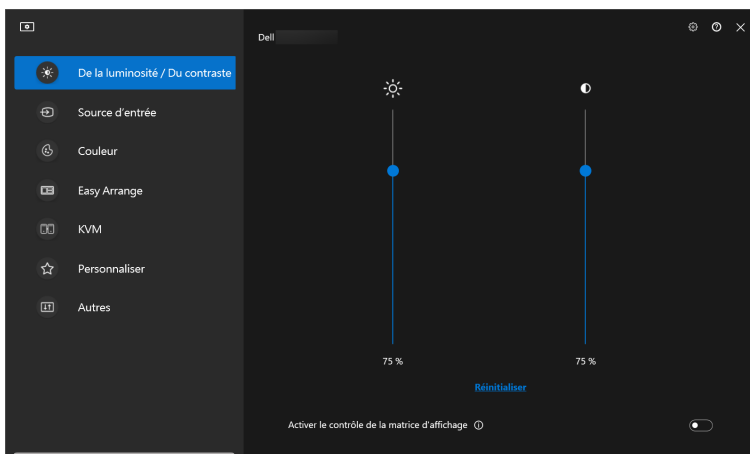 Dell
De la luminosité / Du contraste
Source d'entrée
Couleur
Easy Arrange
KVM
Personnaliser
Autres
75 %
75 %
Réinitialiser
Activer le contrôle de la matrice d'affichage